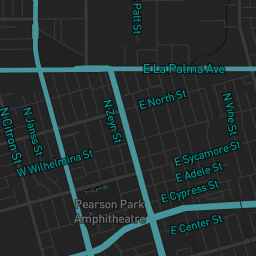 N Patt St
E La Palma Ave
E North St
N Zeyn St
N Vine St
N Citron St
N Janss St
W Wilhelmina St
E Sycamore St
E Adele St
E Cypress St
Pearson Park
Amphitheatre
E Center St